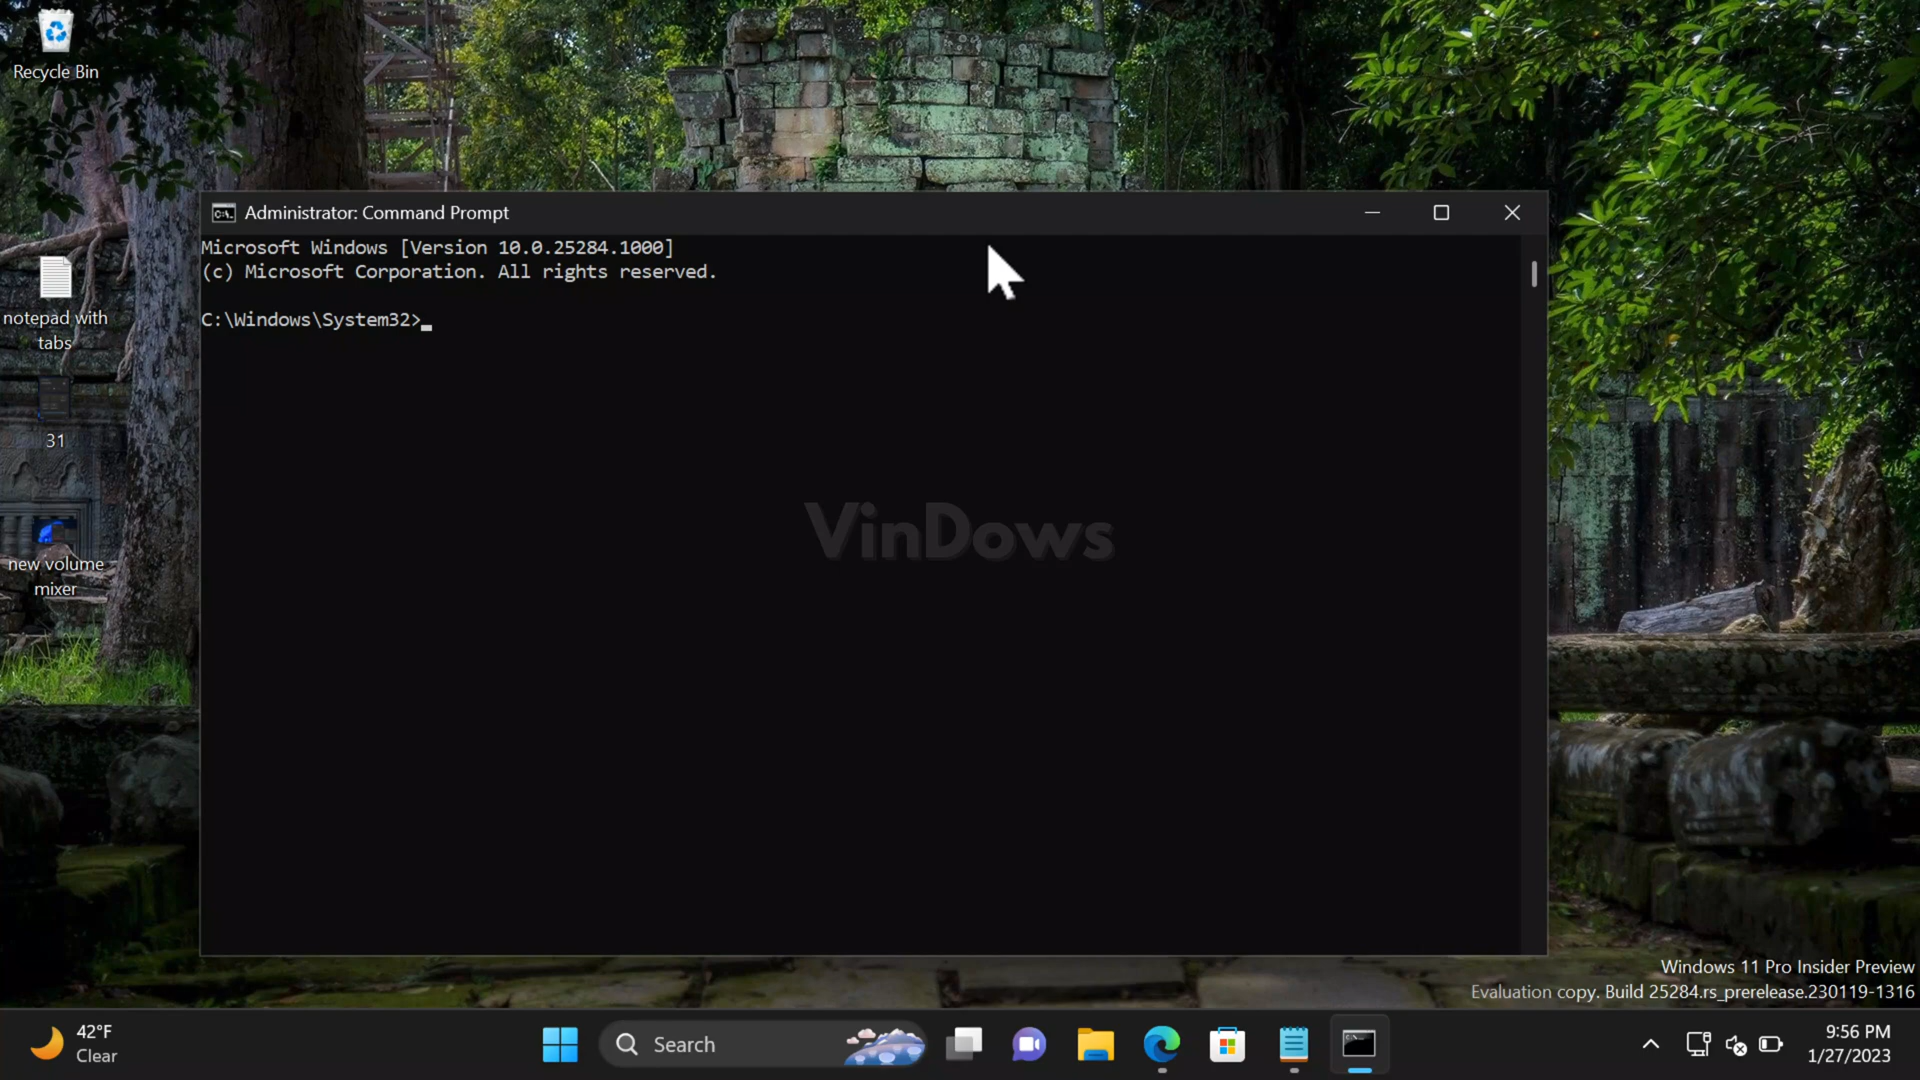 Recycle Bin
Administrator: Command Prompt
Microsoft Windows [Version 10.0.25284.1000]
(c) Microsoft Corporation. All rights reserved.
C:\Windows\System32>
notepad with
tabs
31
new volume
mixer
VinDows
Windows 11 Pro Insider Preview
Evaluation copy. Build 25284.rs_prerelease.230119-1316
42°F
Clear
Search
9:56 PM
1/27/2023